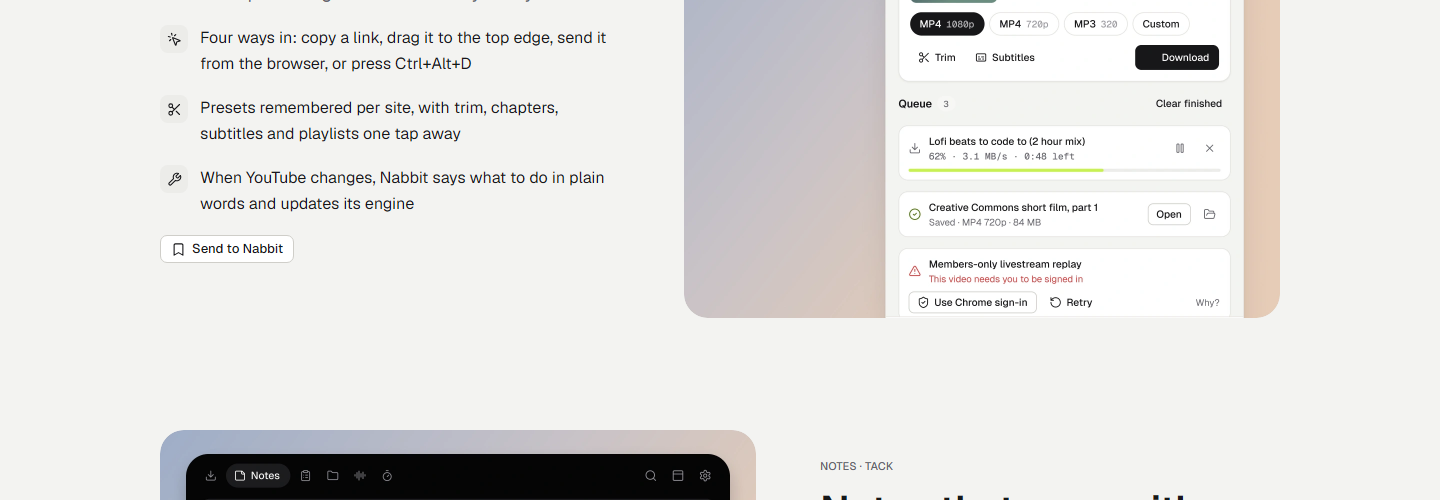 Four ways in: copy a link, drag it to the top edge, send it
from the browser, or press Ctrl+Alt+D
Presets remembered per site, with trim, chapters,
subtitles and playlists one tap away
When YouTube changes, Nabbit says what to do in plain
words and updates its engine
Send to Nabbit
MP4 1080p
MP4 720p
MP3 320
Custom
Trim
Subtitles
Download
Queue 3
Clear finished
Lofi beats to code to (2 hour mix)
62% · 3.1 MB/s · 0:48 left
Creative Commons short film, part 1
Saved · MP4 720p · 84 MB
Open
Members-only livestream replay
This video needs you to be signed in
Use Chrome sign-in
Retry
Why?
Notes
NOTES · TACK